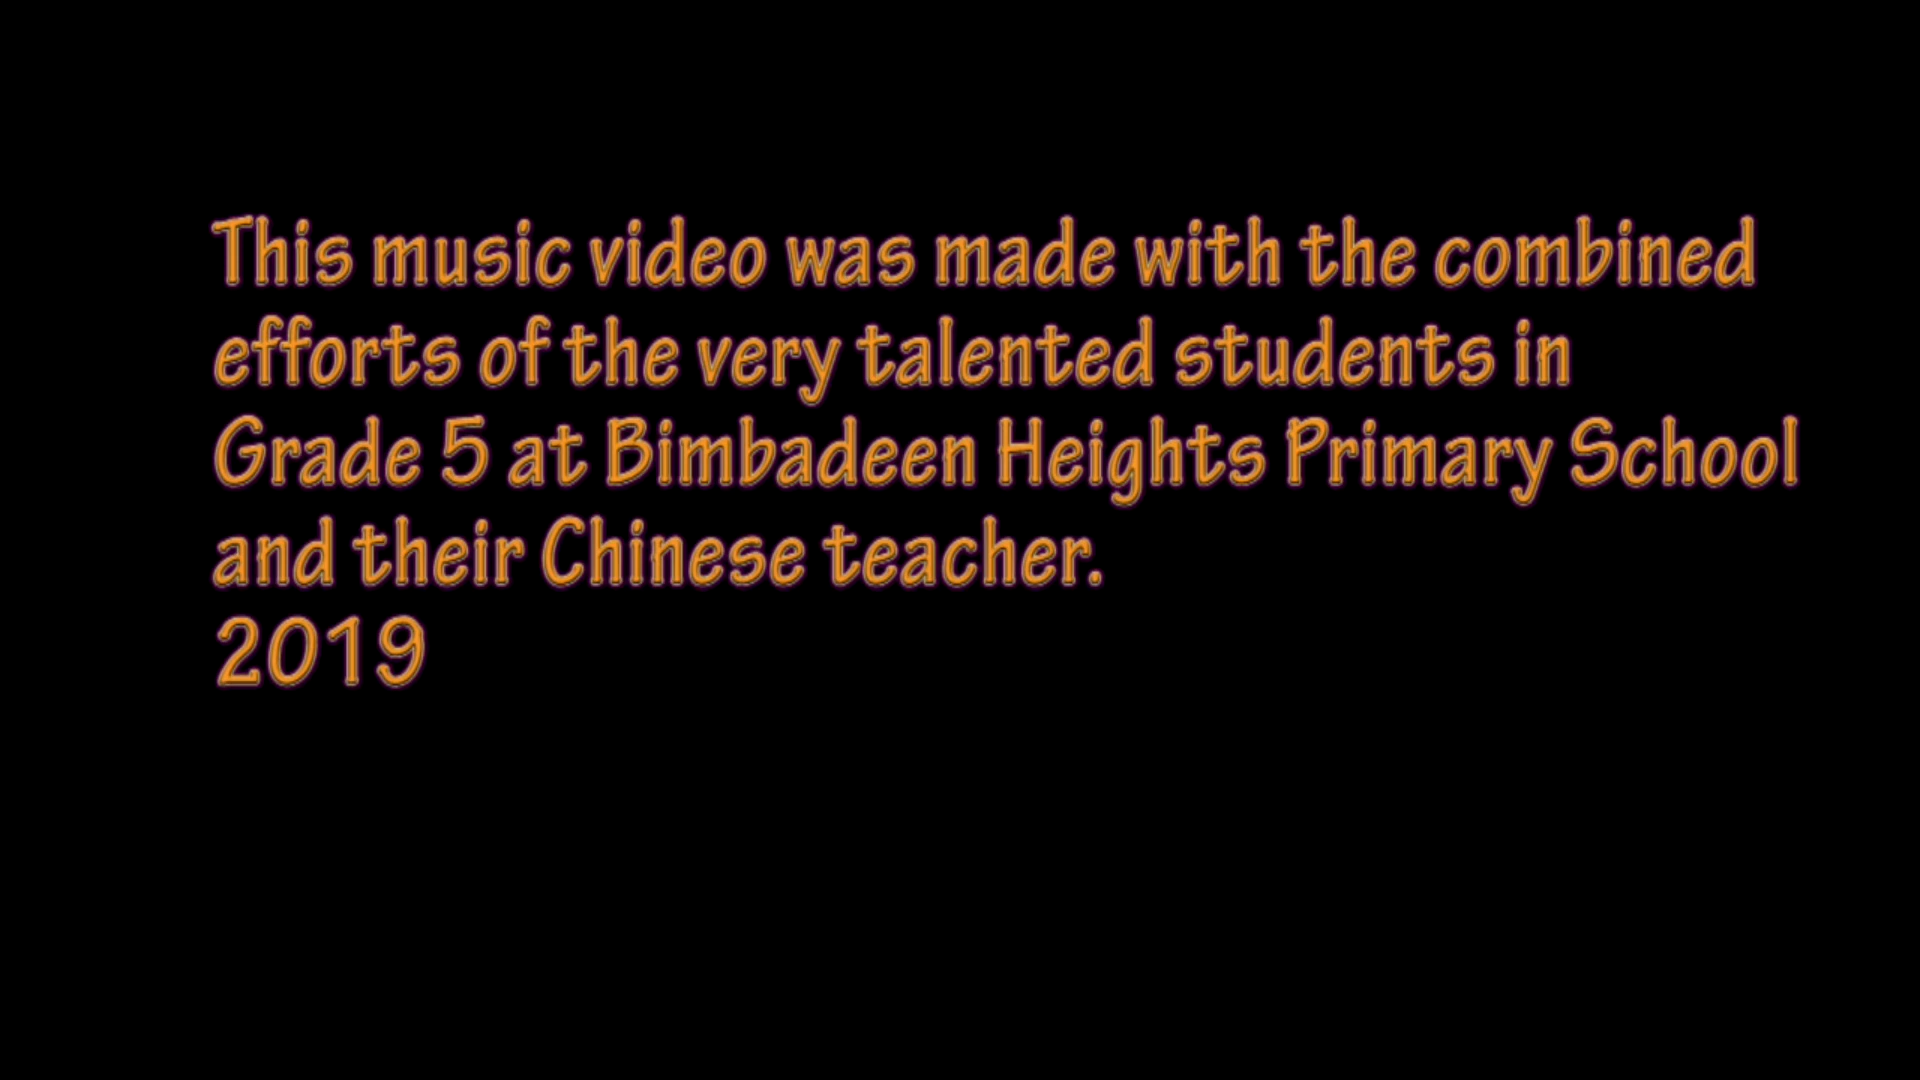 This music video was made with the combined
efforts of the very talented students in
Grade 5 at Bimbadeen Heights Primary School
and their Chinese teacher.
2019